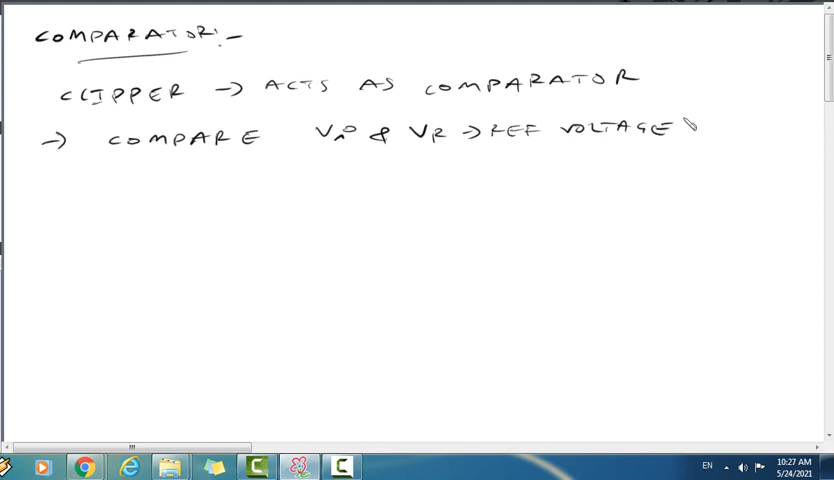 COMPARATOR:-
CLIPPER → ACTS AS COMPARATOR
→ COMPARE Vi & VR → REF VOLTAGE
EN
10:27 AM
5/24/2021